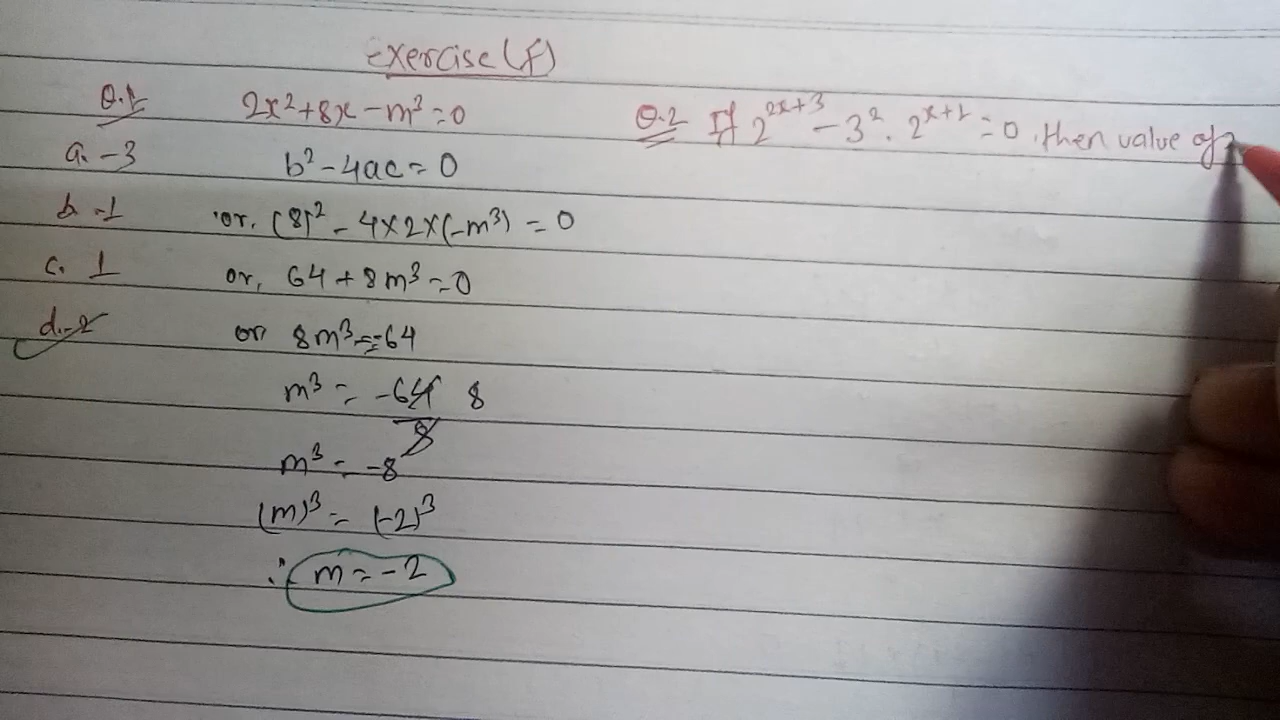 Exercise (F)
Q.1 2x²+8x-m³=0
a. -3 b²-4ac=0
b. -1 or, (8)²-4×2×(-m³)=0
c. 1 or, 64+8m³=0
d. -2 or 8m³=-64
m³ = -64/8 8
m³ = -8
(m)³ = (-2)³
∴ m=-2
Q.2 If 2^{2x+3} - 3². 2^{x+1} = 0. then value of